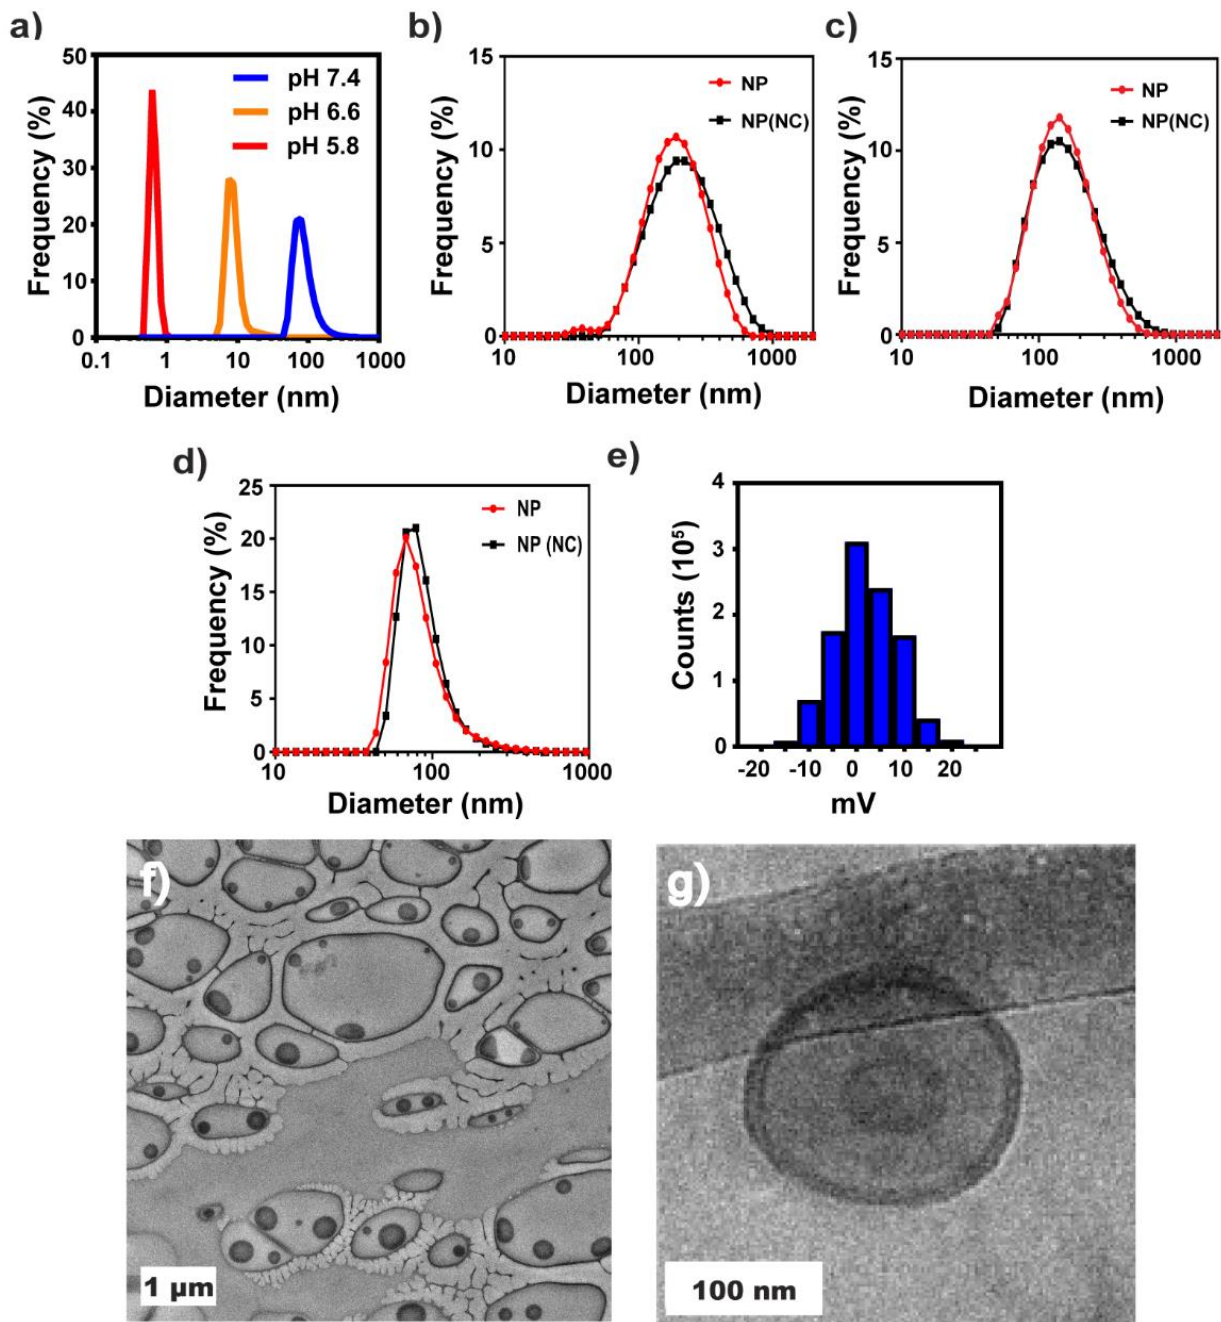 a)
50
40
30
20
10
0
Frequency (%)
pH 7.4
pH 6.6
pH 5.8
0.1 1 10 100 1000
Diameter (nm)
b)
15
10
5
0
Frequency (%)
NP
NP(NC)
10 100 1000
Diameter (nm)
c)
15
10
5
0
Frequency (%)
NP
NP(NC)
10 100 1000
Diameter (nm)
d)
25
20
15
10
5
0
Frequency (%)
NP
NP (NC)
10 100 1000
Diameter (nm)
e)
4
3
2
1
0
Counts (10⁵)
-20 -10 0 10 20
mV
f)
1 µm
g)
100 nm